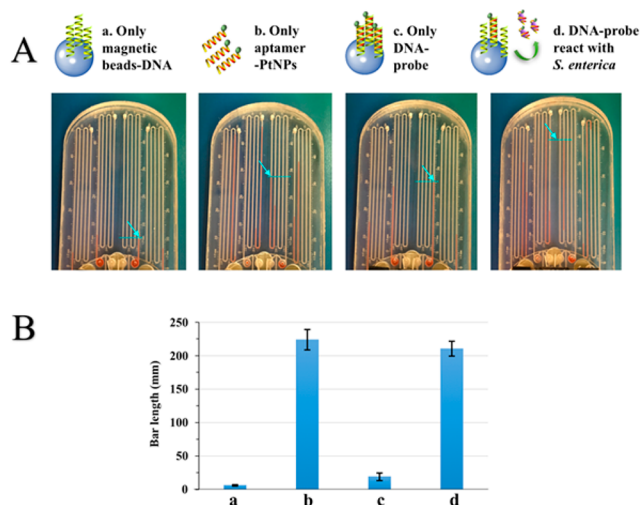 A
a. Only
magnetic
beads-DNA
b. Only
aptamer
-PtNPs
c. Only
DNA-
probe
d. DNA-probe
react with
S. enterica
B
Bar length (mm)
250
200
150
100
50
0
a
b
c
d